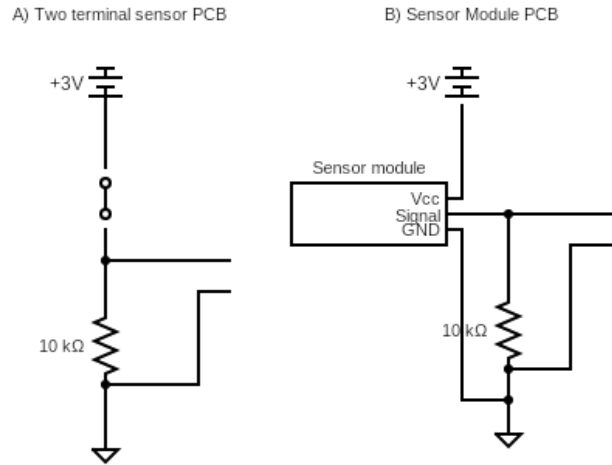 A) Two terminal sensor PCB
B) Sensor Module PCB
+3V
+3V
Sensor module
Vcc
Signal
GND
10 kΩ
10 kΩ